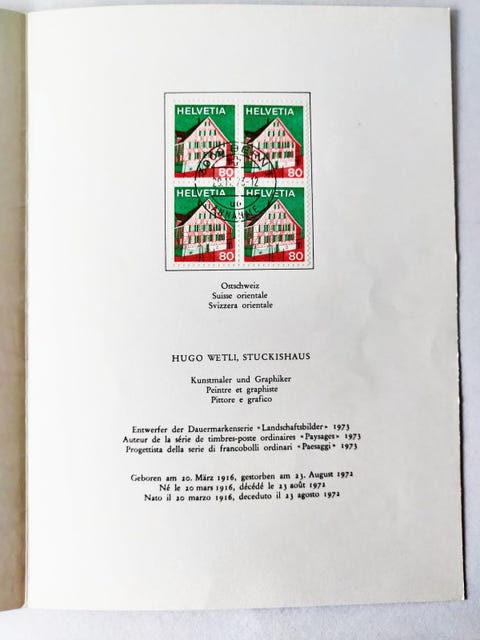 HELVETIA HELVETIA
80 80
3000 BERN
HELVETIA HELVETIA
ANNAHME
80 80
Ostschweiz
Suisse orientale
Svizzera orientale
HUGO WETLI, STUCKISHAUS
Kunstmaler und Graphiker
Peintre et graphiste
Pittore e grafico
Entwerfer der Dauermarkenserie «Landschaftsbilder» 1973
Auteur de la série de timbres-poste ordinaires «Paysages» 1973
Progettista della serie di francobolli ordinari «Paesaggi» 1973
Geboren am 20. März 1916, gestorben am 23. August 1972
Né le 20 mars 1916, décédé le 23 août 1972
Nato il 20 marzo 1916, deceduto il 23 agosto 1972